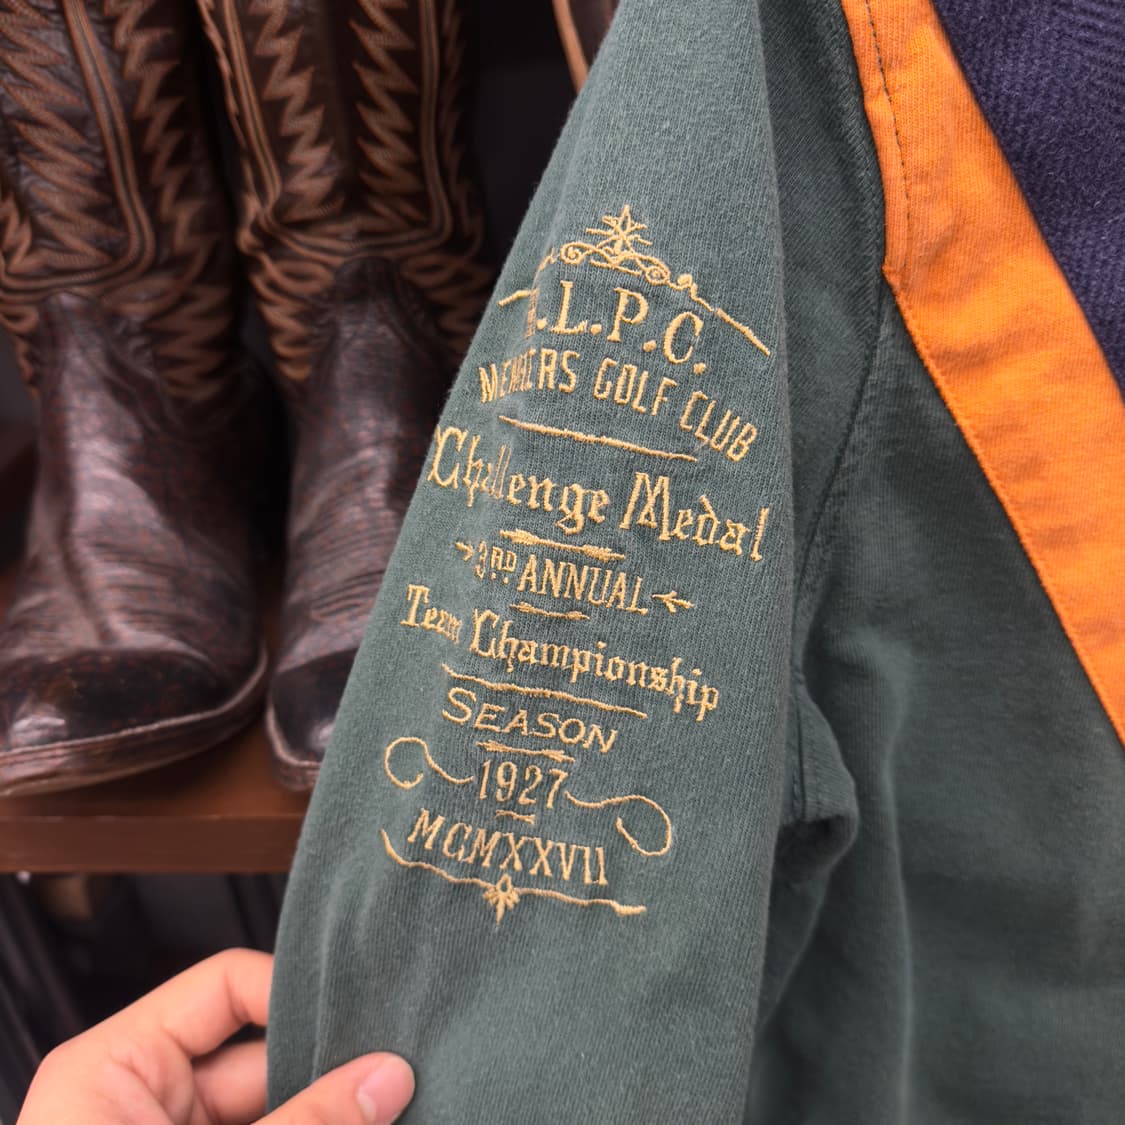 .L.P.C.
MEMBERS GOLF CLUB
Challenge Medal
3RD ANNUAL
Team Championship
SEASON
1927
MCMXXVII